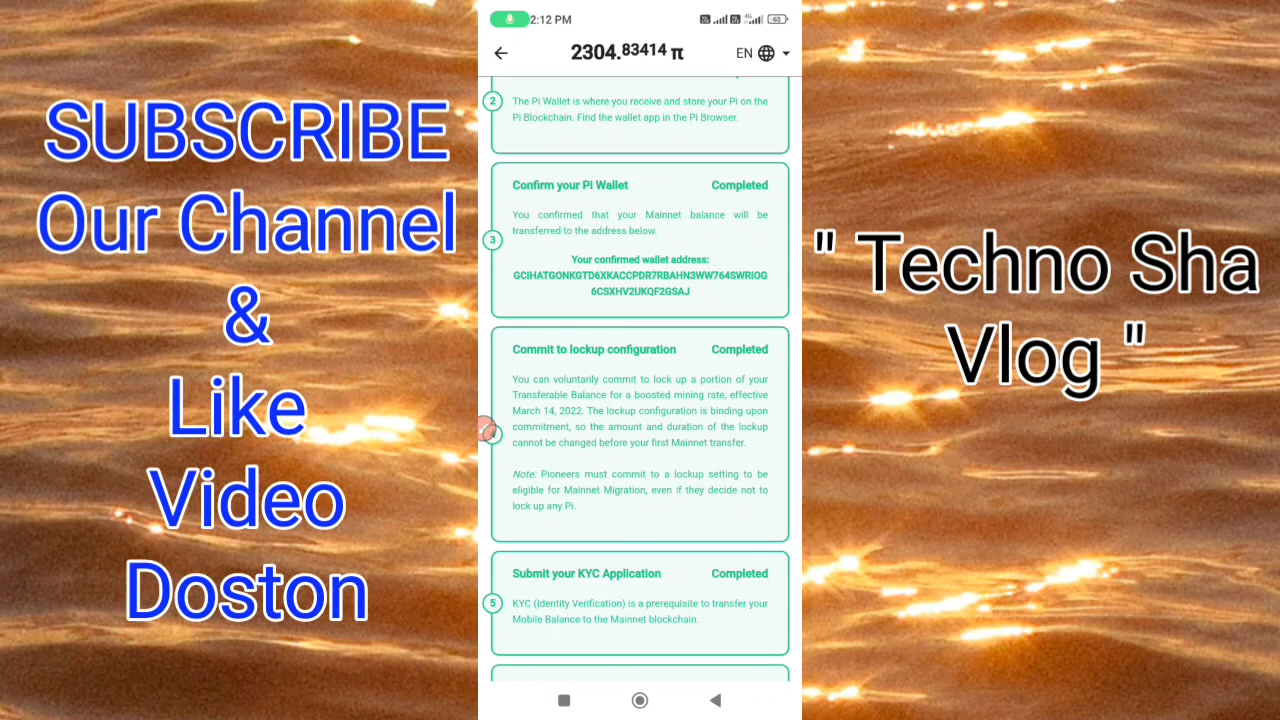 SUBSCRIBE
Our Channel
&
Like
Video
Doston
2:12 PM
4G
63
2304.83414 π
EN
2
The Pi Wallet is where you receive and store your Pi on the
Pi Blockchain. Find the wallet app in the Pi Browser.
Confirm your Pi Wallet Completed
3
You confirmed that your Mainnet balance will be
transferred to the address below.
Your confirmed wallet address:
GCIHATGONKGTD6XKACCPDR7RBAHN3WW764SWRIOG
6CSXHV2UKQF2GSAJ
Commit to lockup configuration Completed
You can voluntarily commit to lock up a portion of your
Transferable Balance for a boosted mining rate, effective
March 14, 2022. The lockup configuration is binding upon
commitment, so the amount and duration of the lockup
cannot be changed before your first Mainnet transfer.
Note: Pioneers must commit to a lockup setting to be
eligible for Mainnet Migration, even if they decide not to
lock up any Pi.
Submit your KYC Application Completed
5
KYC (Identity Verification) is a prerequisite to transfer your
Mobile Balance to the Mainnet blockchain.
" Techno Sha
Vlog "